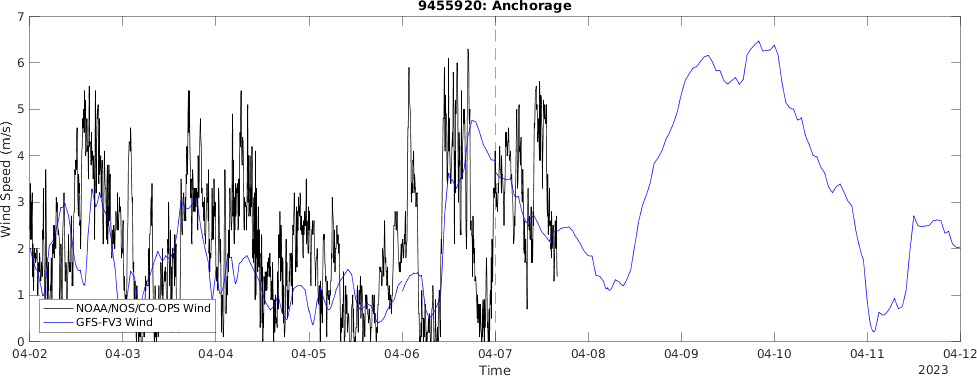 9455920: Anchorage
Wind Speed (m/s)
7
6
5
4
3
2
1
0
NOAA/NOS/CO-OPS Wind
GFS-FV3 Wind
04-02 04-03 04-04 04-05 04-06 04-07 04-08 04-09 04-10 04-11 04-12
Time
2023